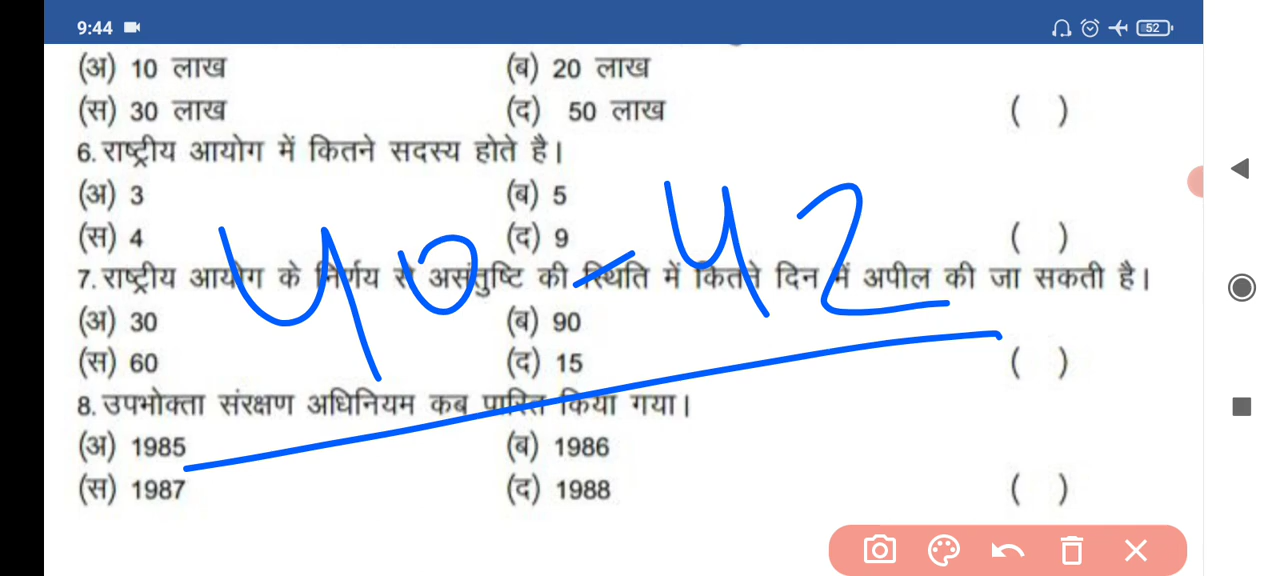 9:44 52
(अ) 10 लाख (ब) 20 लाख
(स) 30 लाख (द) 50 लाख ( )
6. राष्ट्रीय आयोग में कितने सदस्य होते है।
(अ) 3 (ब) 5
(स) 4 (द) 9 ( )
40 - 42
7. राष्ट्रीय आयोग के निर्णय से असंतुष्टि की स्थिति में कितने दिन में अपील की जा सकती है।
(अ) 30 (ब) 90
(स) 60 (द) 15 ( )
8. उपभोक्ता संरक्षण अधिनियम कब पारित किया गया।
(अ) 1985 (ब) 1986
(स) 1987 (द) 1988 ( )